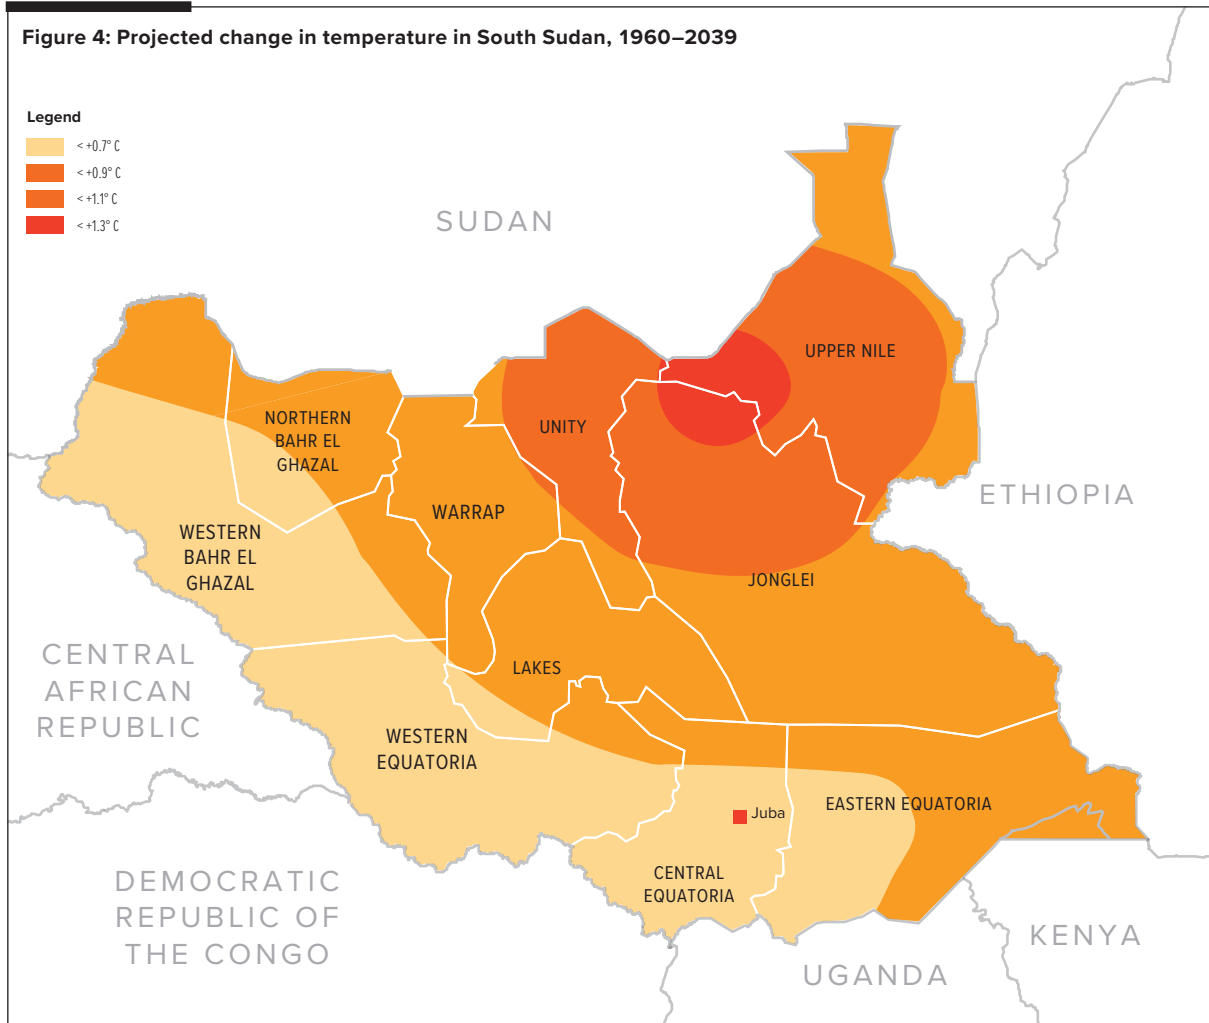 Figure 4: Projected change in temperature in South Sudan, 1960–2039
Legend
< +0.7° C
< +0.9° C
< +1.1° C
< +1.3° C
SUDAN
UPPER NILE
NORTHERN
BAHR EL
GHAZAL
UNITY
ETHIOPIA
WARRAP
WESTERN
BAHR EL
GHAZAL
JONGLEI
CENTRAL
AFRICAN
REPUBLIC
LAKES
WESTERN
EQUATORIA
EASTERN EQUATORIA
Juba
CENTRAL
EQUATORIA
DEMOCRATIC
REPUBLIC OF
THE CONGO
KENYA
UGANDA